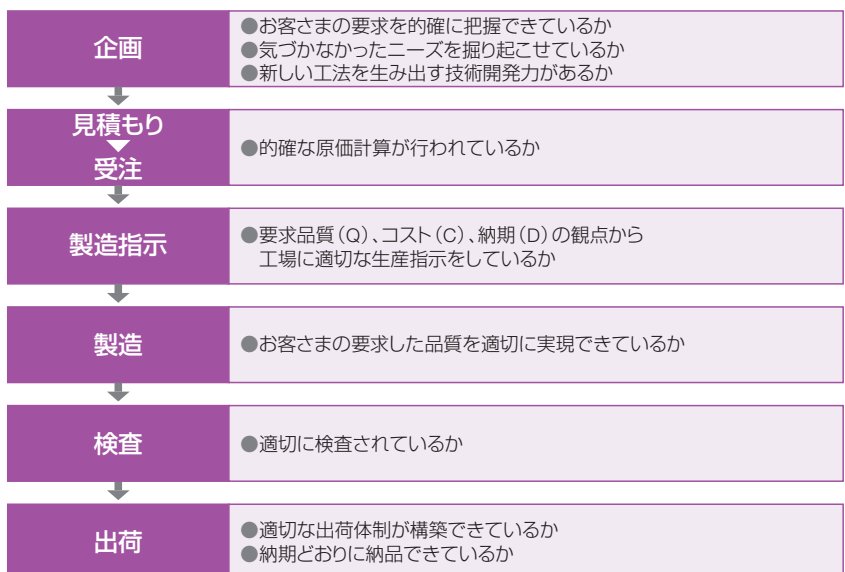 企画
●お客さまの要求を的確に把握できているか
●気づかなかったニーズを掘り起こせているか
●新しい工法を生み出す技術開発力があるか
見積もり
受注
●的確な原価計算が行われているか
製造指示
●要求品質(Q)、コスト(C)、納期(D)の観点から
工場に適切な生産指示をしているか
製造
●お客さまの要求した品質を適切に実現できているか
検査
●適切に検査されているか
出荷
●適切な出荷体制が構築できているか
●納期どおりに納品できているか